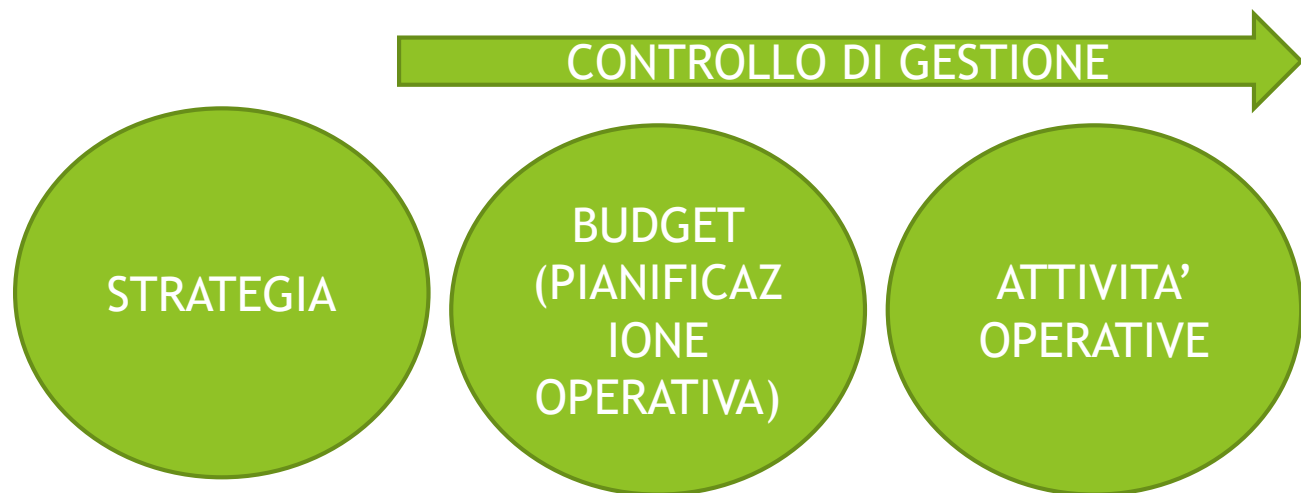 CONTROLLO DI GESTIONE
STRATEGIA
BUDGET
(PIANIFICAZ
IONE
OPERATIVA)
ATTIVITA’
OPERATIVE